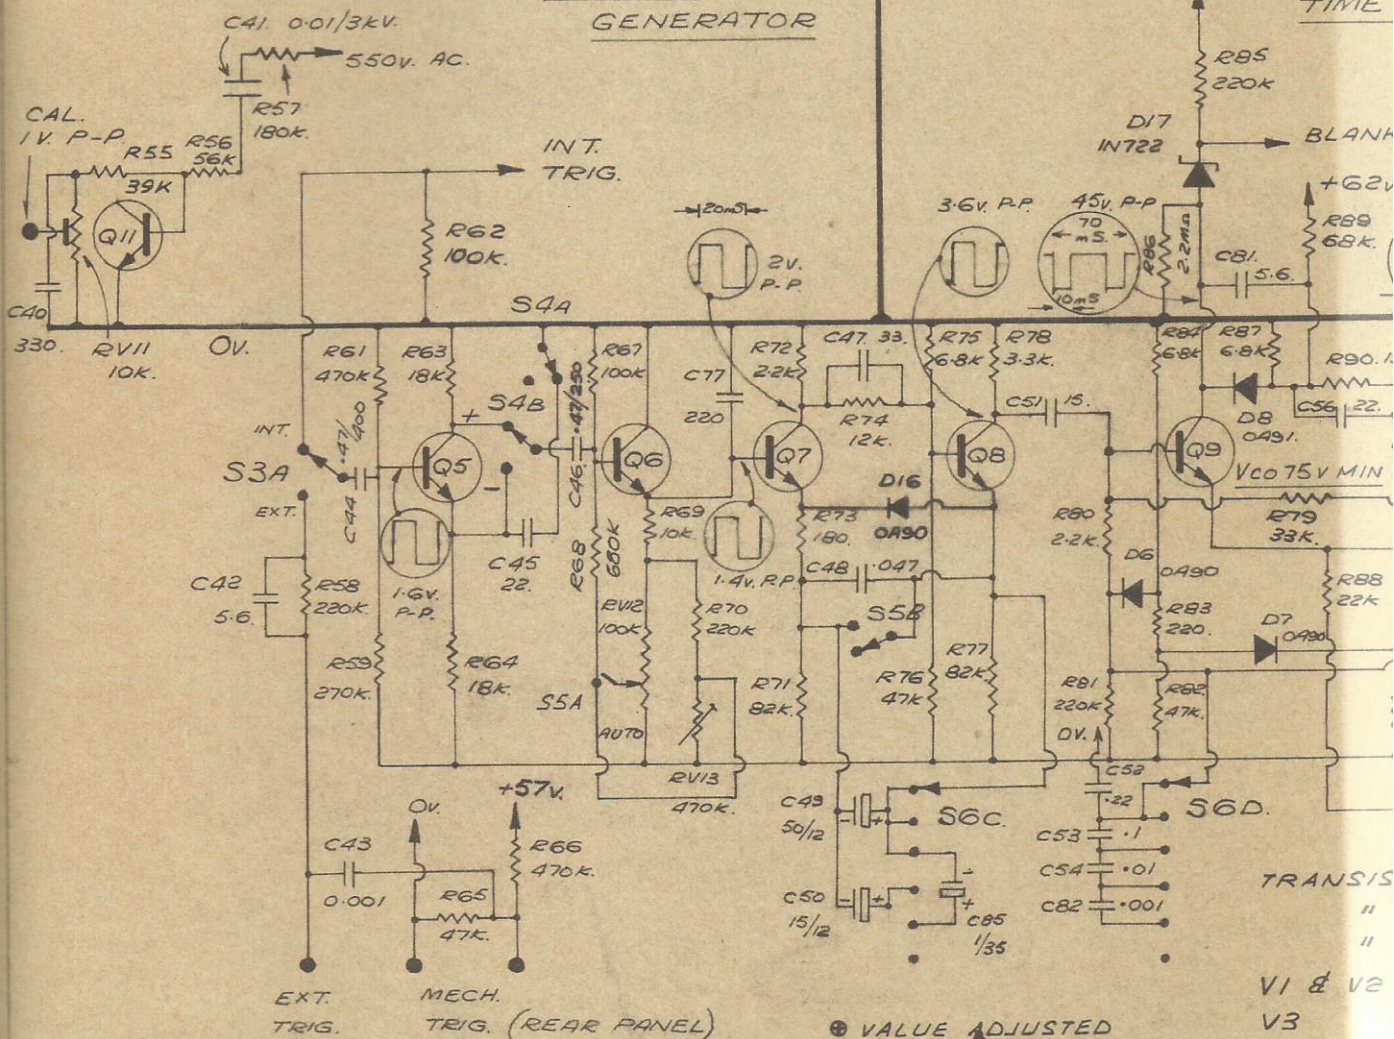 GENERATOR
TIME
C41. 0.01/3kV.
550V. AC.
R57
180K.
CAL.
1V. P-P.
R55
39K
R56
56K
Q11
C40
330.
RV11
10K.
0V.
INT.
TRIG.
R62
100K.
20mS
2V.
P-P.
3.6V. P-P.
45V. P-P
70
mS.
10mS
R85
220K
D17
1N722
BLANK
+62V
R89
68K.
R86
2.2MΩ
C81.
5.6.
S4A
R61
470K
R63
18K
R67
100K
C77
220
R72
2.2K
C47 33.
R74
12K.
R75
6.8K
R78
3.3K.
C51
15.
R84
6.8K
R87
6.8K
R90.
D8
OA91.
C56
22.
S4B
+
-
INT.
S3A
EXT.
C44 .47/400
Q5
C46 .47/250
Q6
Q7
Q8
Q9
VCO 75V MIN
R79
33K.
D16
OA90
R69
10K.
R73
180.
R80
2.2K.
D6
OA90
C45
22.
R68
680K
1.6V.
P-P.
1.4V. P.P.
C48
.047
S5B
C42
5.6.
R58
220K.
RV12
100K
R70
220K
R83
220.
D7
OA90
R88
22K
R59
270K.
R64
18K.
S5A
AUTO
R71
82K.
R76
47K
R77
82K.
R81
220K
R82
47K.
RV13
470K.
0V.
C52
.22
C53
.1
C54
.01
C82
.001
S6D.
C49
50/12
- +
S6C.
C50
15/12
- +
-
+
C85
1/35
0V.
+57V.
C43
0.001
R66
470K.
R65
47K.
TRANSIS
"
"
V1 & V2
V3
EXT.
TRIG.
MECH.
TRIG. (REAR PANEL)
⊕ VALUE ADJUSTED